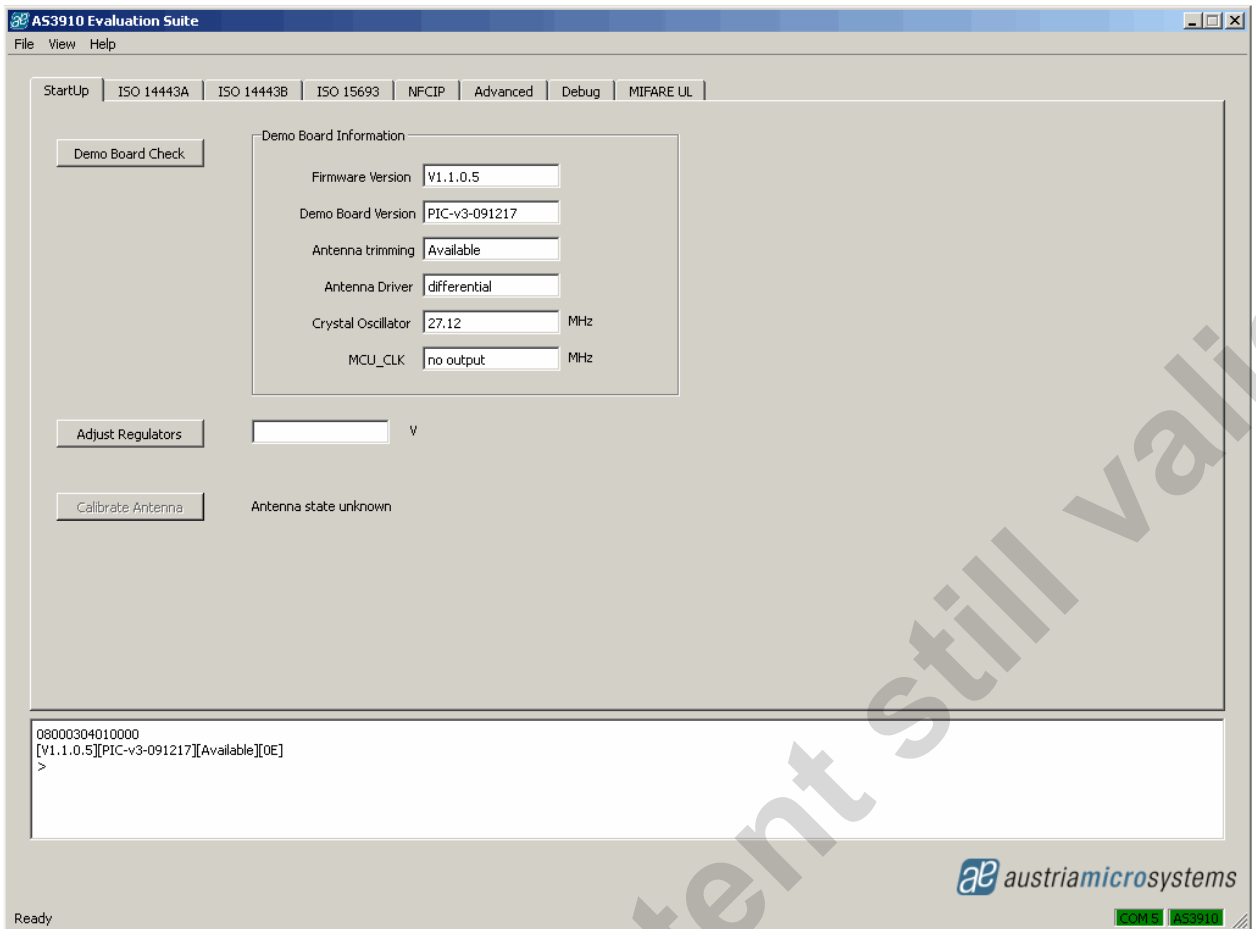 AS3910 Evaluation Suite
File View Help
StartUp ISO 14443A ISO 14443B ISO 15693 NFCIP Advanced Debug MIFARE UL
Demo Board Check
Demo Board Information
Firmware Version V1.1.0.5
Demo Board Version PIC-v3-091217
Antenna trimming Available
Antenna Driver differential
Crystal Oscillator 27.12 MHz
MCU_CLK no output MHz
Adjust Regulators V
Calibrate Antenna Antenna state unknown
08000304010000
[V1.1.0.5][PIC-v3-091217][Available][0E]
>
ae austriamicrosystems
Ready COM 5 AS3910
still